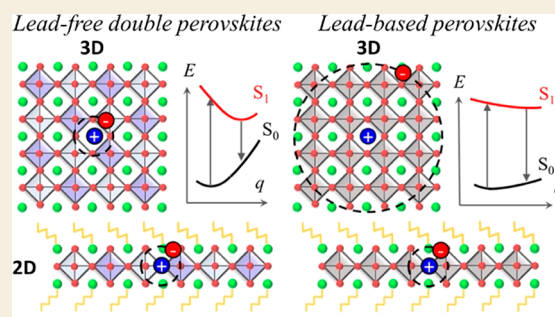 Lead-free double perovskites
Lead-based perovskites
3D
3D
E
S1
S0
q
E
S1
S0
2D